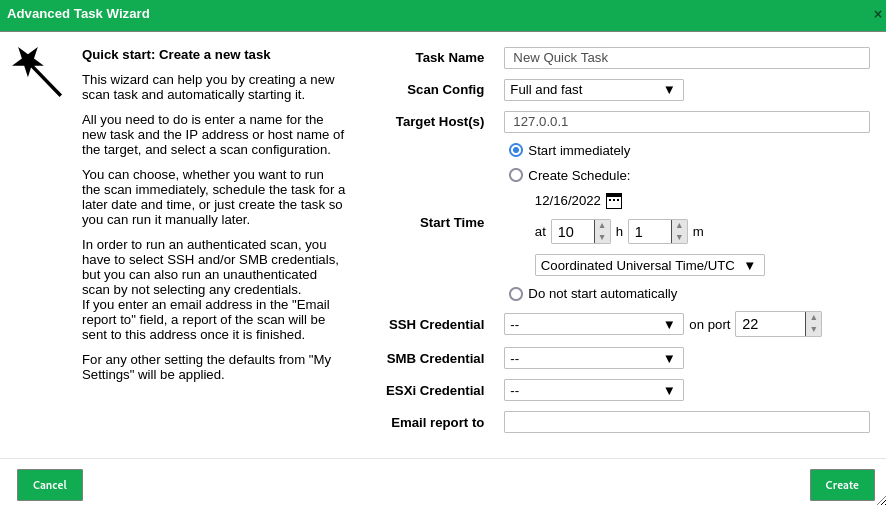 Advanced Task Wizard ×
Quick start: Create a new task
This wizard can help you by creating a new
scan task and automatically starting it.
All you need to do is enter a name for the
new task and the IP address or host name of
the target, and select a scan configuration.
You can choose, whether you want to run
the scan immediately, schedule the task for a
later date and time, or just create the task so
you can run it manually later.
In order to run an authenticated scan, you
have to select SSH and/or SMB credentials,
but you can also run an unauthenticated
scan by not selecting any credentials.
If you enter an email address in the "Email
report to" field, a report of the scan will be
sent to this address once it is finished.
For any other setting the defaults from "My
Settings" will be applied.
Task Name New Quick Task
Scan Config Full and fast ▼
Target Host(s) 127.0.0.1
Start Time
Start immediately
Create Schedule:
12/16/2022
at 10 h 1 m
Coordinated Universal Time/UTC ▼
Do not start automatically
SSH Credential -- ▼ on port 22
SMB Credential -- ▼
ESXi Credential -- ▼
Email report to
Cancel Create